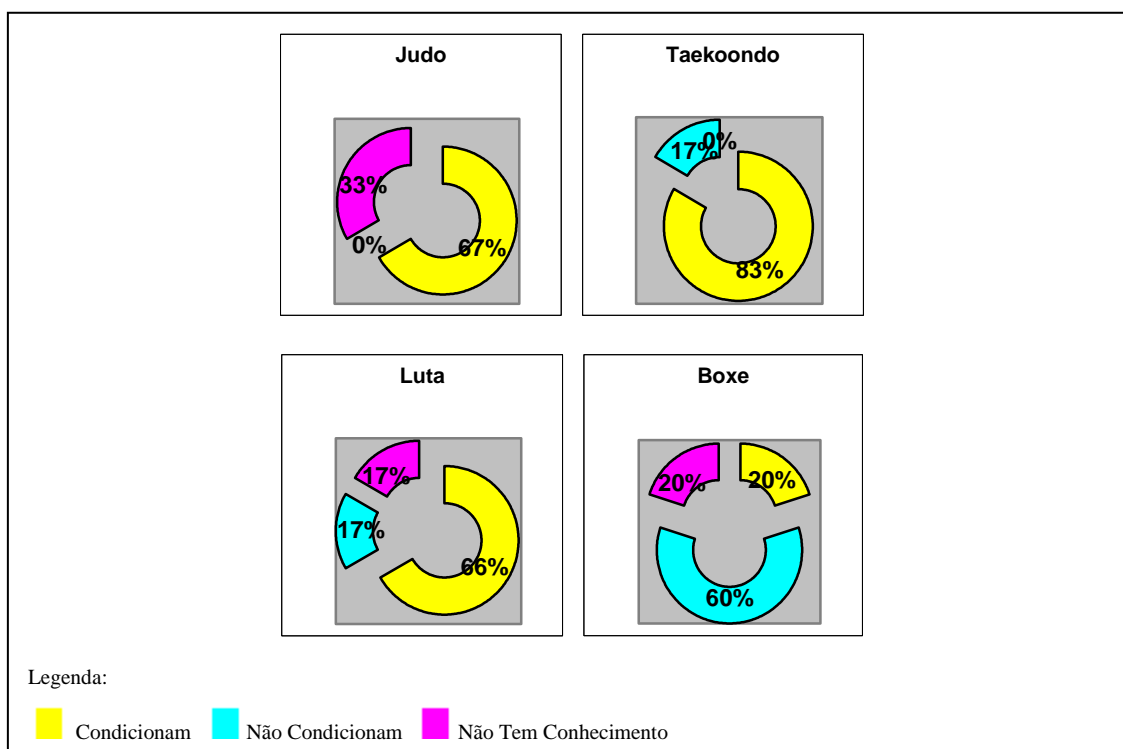 Judo
33%
0%
67%
Taekoondo
17%
0%
83%
Luta
17%
17%
66%
Boxe
20%
20%
60%
Legenda:
Condicionam Não Condicionam Não Tem Conhecimento